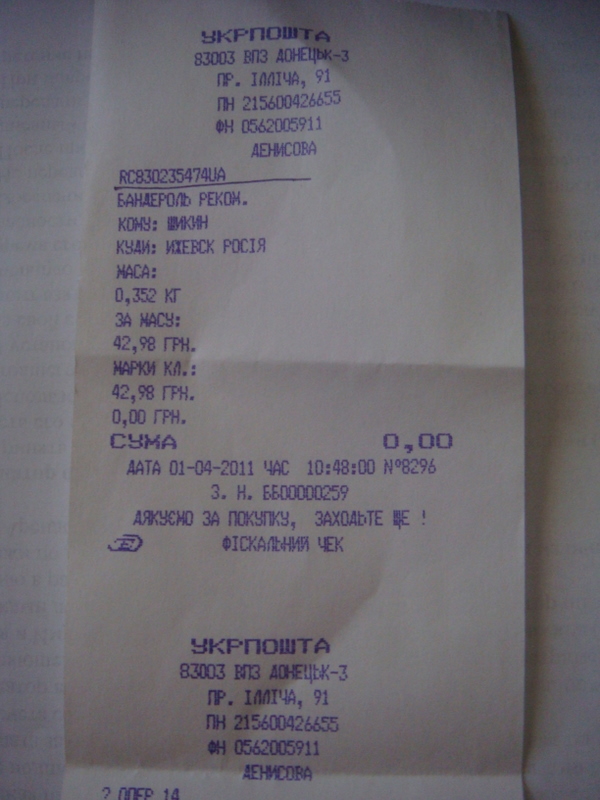 УКРПОШТА
83003 ВПЗ ДОНЕЦЬК-3
ПР. ІЛЛІЧА, 91
ПН 215600426655
ФН 0562005911
ДЕНИСОВА
RC830235474UA
БАНДЕРОЛЬ РЕКОМ.
КОМУ: ШИКИН
КУДИ: ИЖЕВСК РОСІЯ
МАСА:
0,352 КГ
ЗА МАСУ:
42,98 ГРН.
МАРКИ КЛ.:
42,98 ГРН.
0,00 ГРН.
СУМА 0,00
ДАТА 01-04-2011 ЧАС 10:48:00 №8296
З. Н. ББ00000259
ДЯКУЄМО ЗА ПОКУПКУ, ЗАХОДЬТЕ ЩЕ !
ФІСКАЛЬНИЙ ЧЕК
УКРПОШТА
83003 ВПЗ ДОНЕЦЬК-3
ПР. ІЛЛІЧА, 91
ПН 215600426655
ФН 0562005911
ДЕНИСОВА
ОПЕР 14